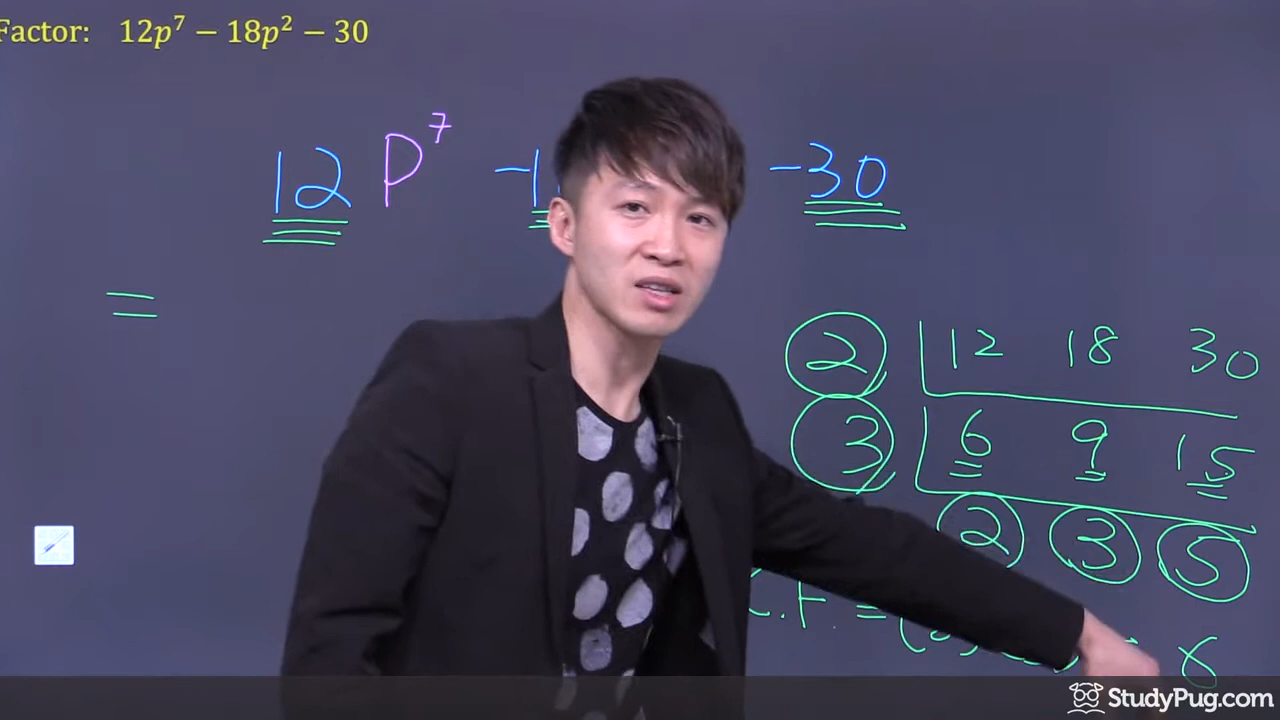 Factor: 12p⁷ − 18p² − 30
12 P⁷ -1 -30
=
2 12 18 30
3 6 9 15
2 3 5
.F. = 6
StudyPug.com